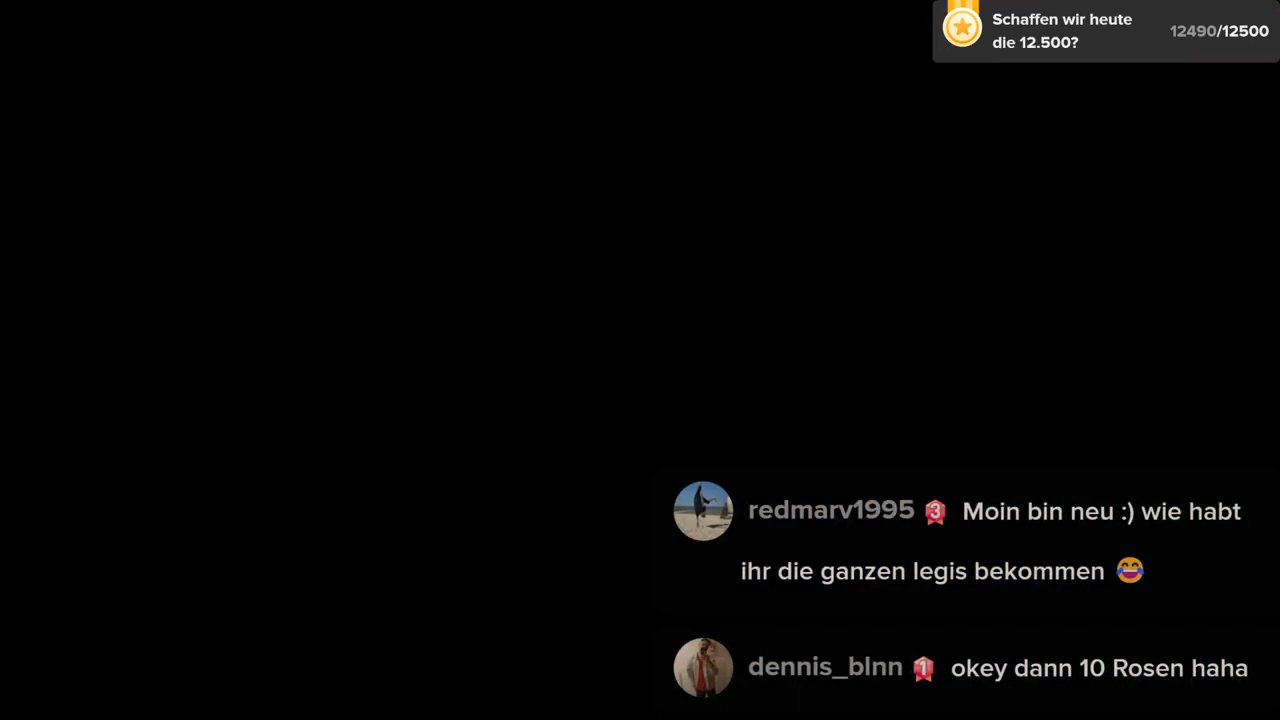 Schaffen wir heute
die 12.500?
12490/12500
redmarv1995 3 Moin bin neu :) wie habt
ihr die ganzen legis bekommen 😂
dennis_blnn 1 okey dann 10 Rosen haha